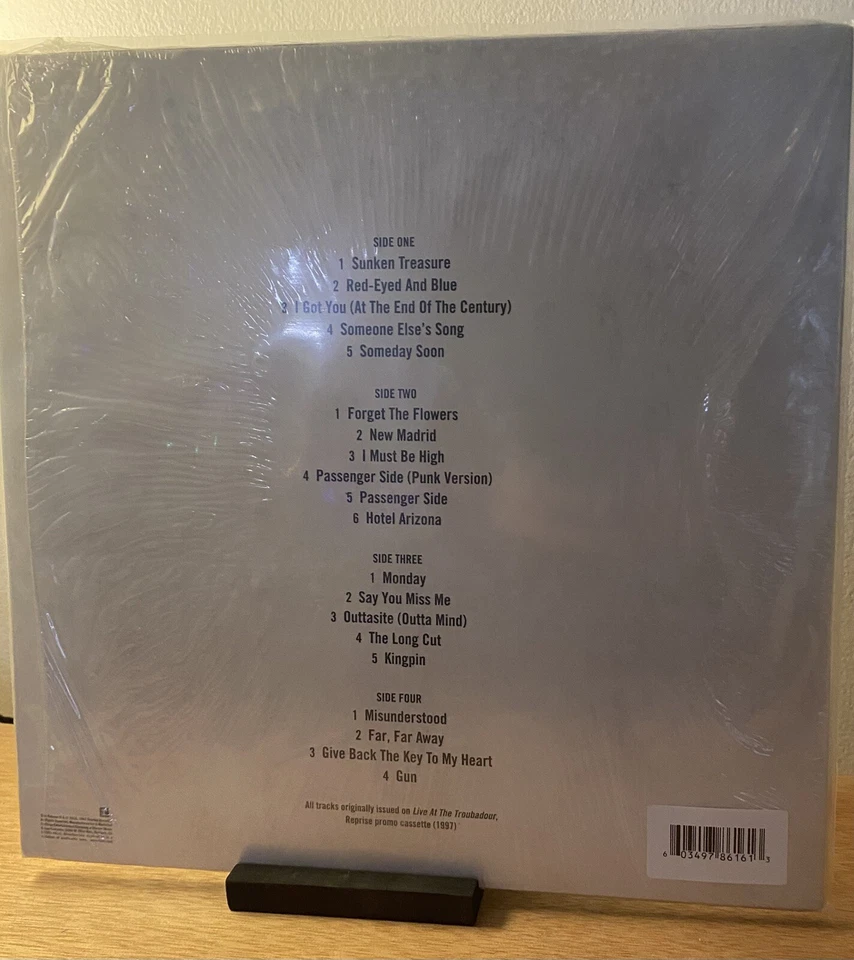 SIDE ONE
1 Sunken Treasure
2 Red-Eyed And Blue
3 I Got You (At The End Of The Century)
4 Someone Else's Song
5 Someday Soon
SIDE TWO
1 Forget The Flowers
2 New Madrid
3 I Must Be High
4 Passenger Side (Punk Version)
5 Passenger Side
6 Hotel Arizona
SIDE THREE
1 Monday
2 Say You Miss Me
3 Outtasite (Outta Mind)
4 The Long Cut
5 Kingpin
SIDE FOUR
1 Misunderstood
2 Far, Far Away
3 Give Back The Key To My Heart
4 Gun
All tracks originally issued on Live At The Troubadour,
Reprise promo cassette (1997)
6 03497 86161 3